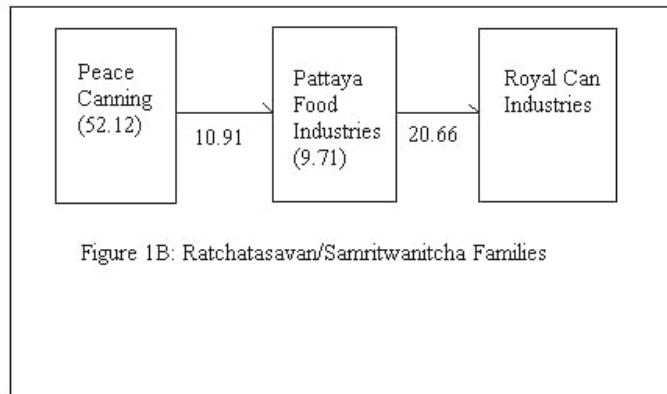 Peace
Canning
(52.12)
10.91
Pattaya
Food
Industries
(9.71)
20.66
Royal Can
Industries
Figure 1B: Ratchatasavan/Samritwanitcha Families